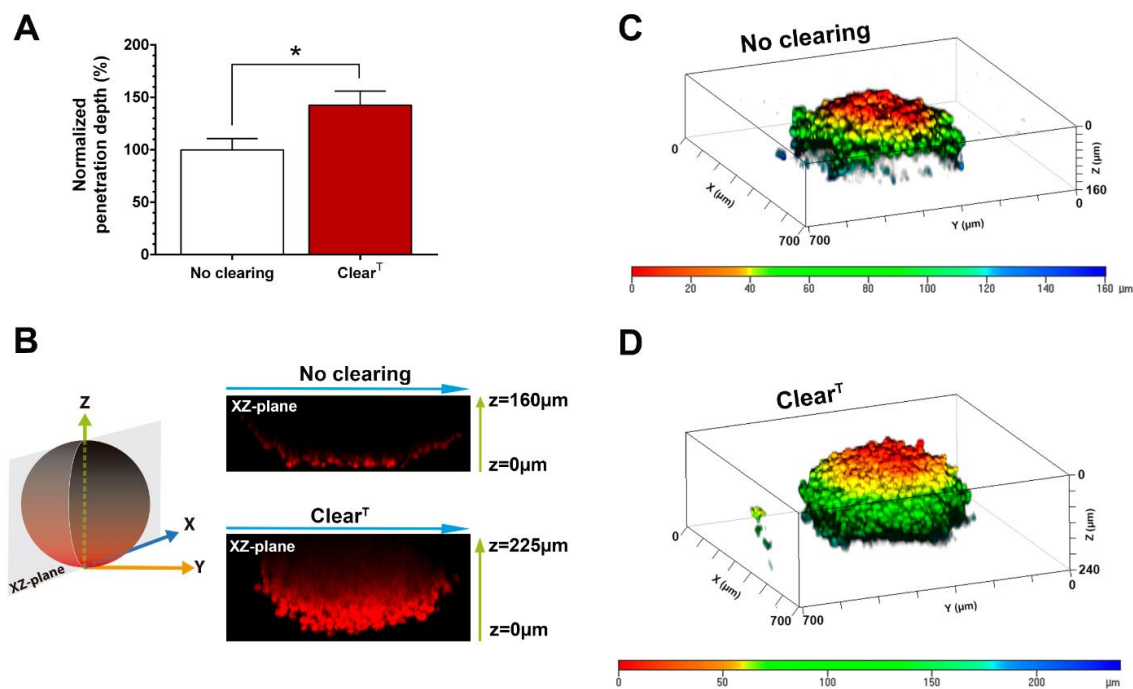 A
Normalized
penetration depth (%)
200
150
100
50
0
*
No clearing
Clear^T
B
Z
X
Y
XZ-plane
No clearing
XZ-plane
z=160µm
z=0µm
Clear^T
XZ-plane
z=225µm
z=0µm
C
No clearing
0
X (µm)
700
700
Y (µm)
0
Z (µm)
160
0
0 20 40 60 80 100 120 140 160 µm
D
Clear^T
0
X (µm)
700
700
Y (µm)
0
Z (µm)
240
0
0 50 100 150 200 µm